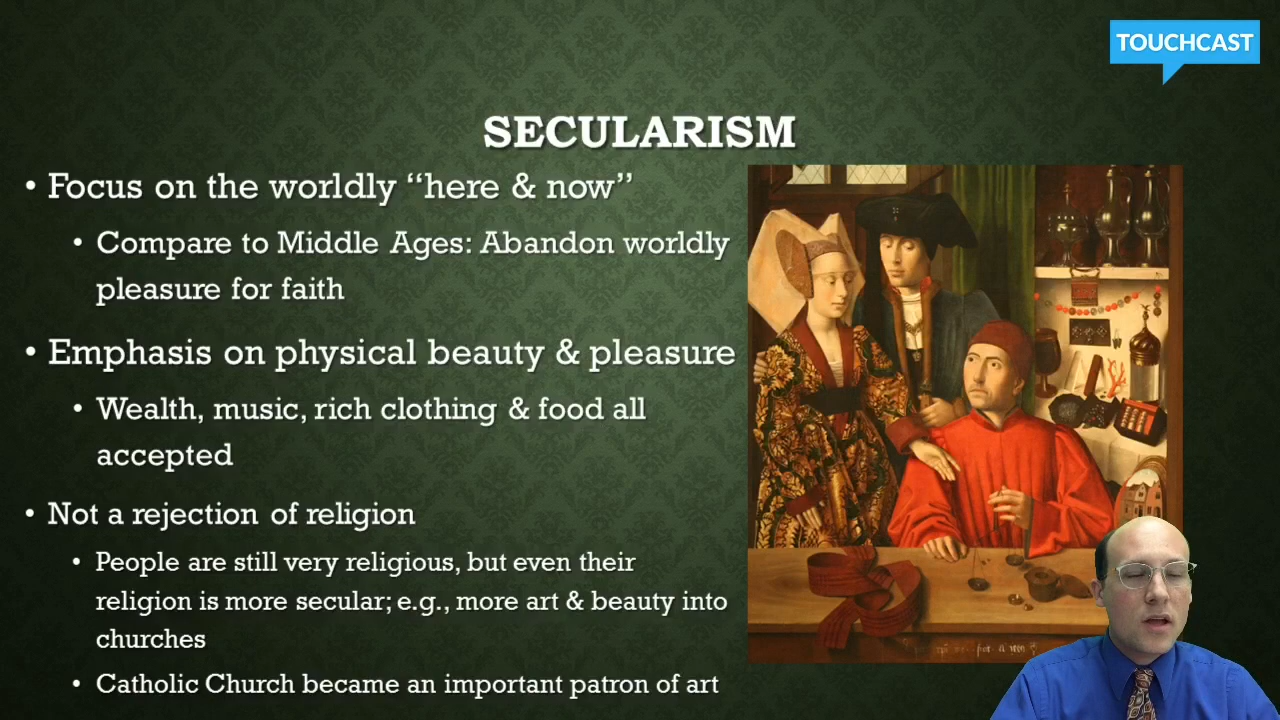 TOUCHCAST
SECULARISM
• Focus on the worldly “here & now”
• Compare to Middle Ages: Abandon worldly
pleasure for faith
• Emphasis on physical beauty & pleasure
• Wealth, music, rich clothing & food all
accepted
• Not a rejection of religion
• People are still very religious, but even their
religion is more secular; e.g., more art & beauty into
churches
• Catholic Church became an important patron of art